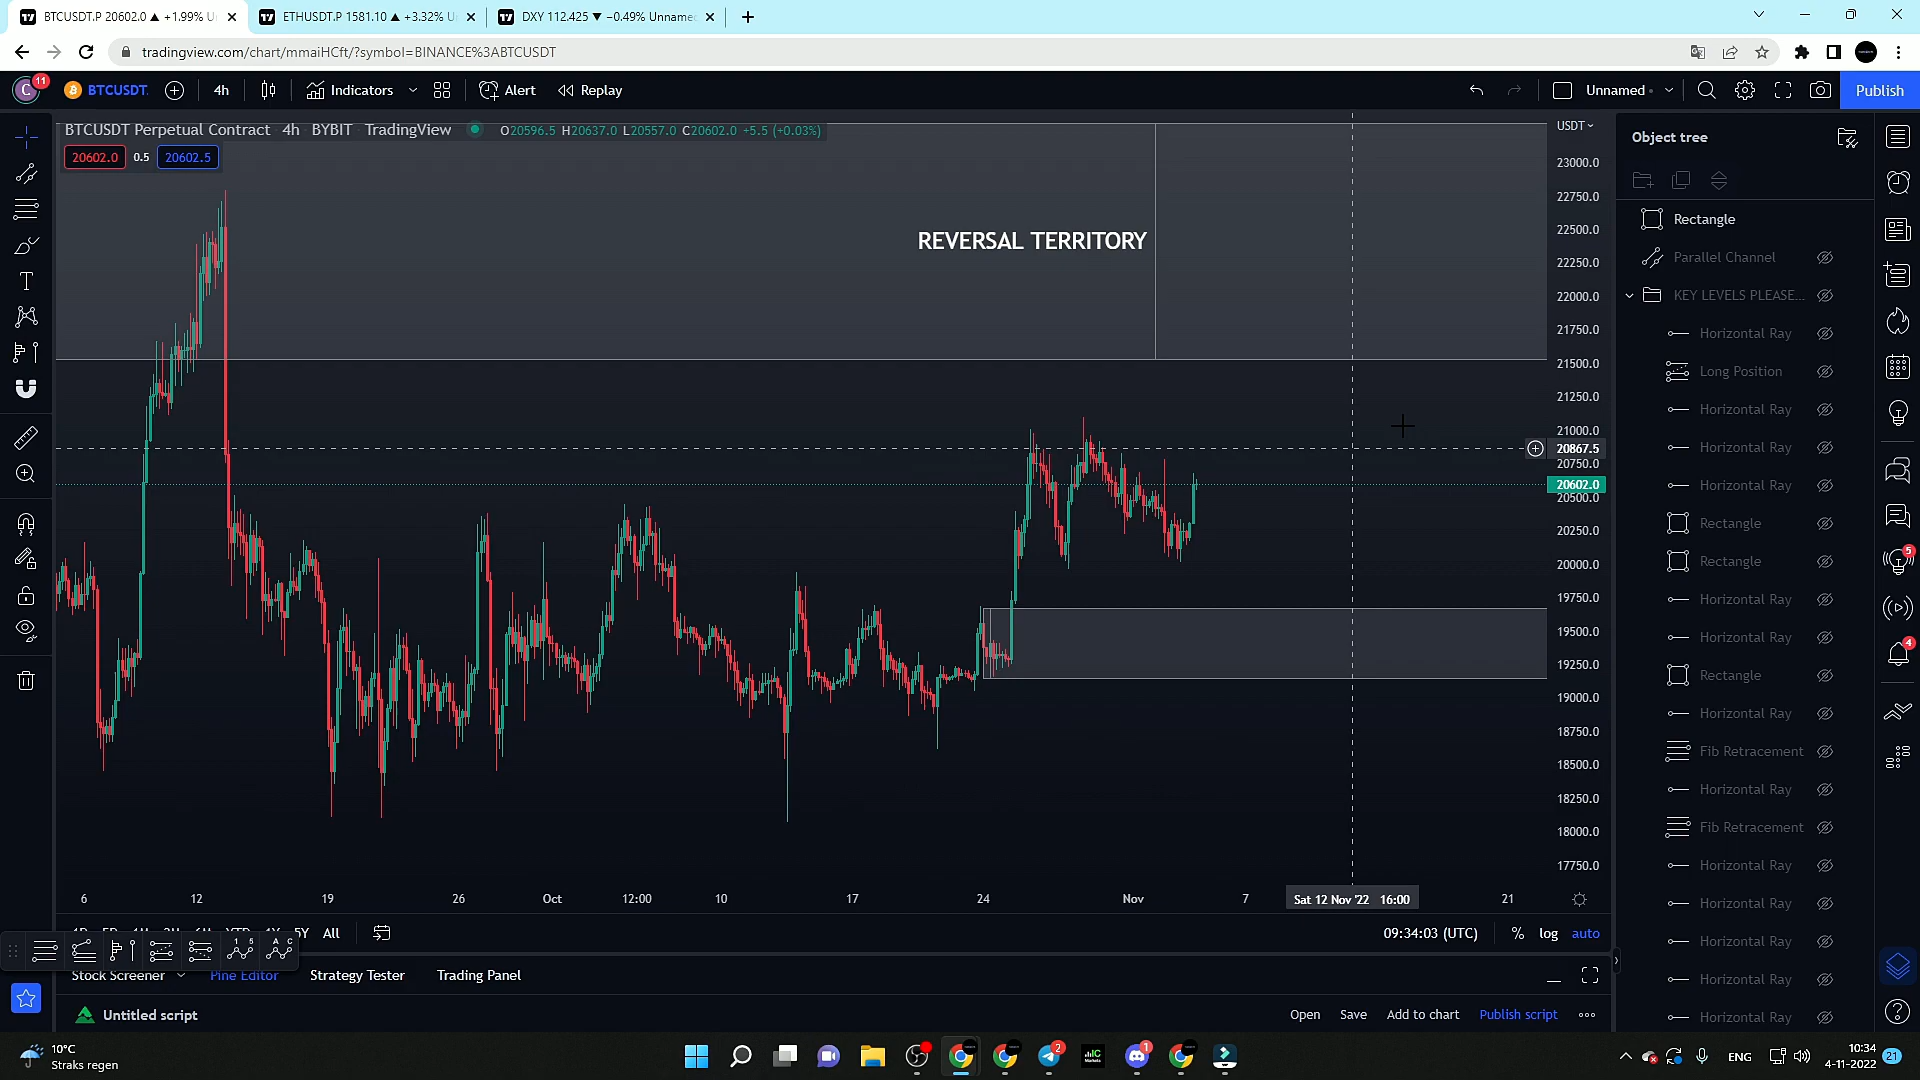 BTCUSDT.P 20602.0 ▲ +1.99% U
ETHUSDT.P 1581.10 ▲ +3.32% U
DXY 112.425 ▼ −0.49% Unname
tradingview.com/chart/mmaiHCft/?symbol=BINANCE%3ABTCUSDT
C 11
BTCUSDT.
4h
Indicators
Alert
Replay
Unnamed
Publish
BTCUSDT Perpetual Contract 4h BYBIT TradingView
O20596.5 H20637.0 L20557.0 C20602.0 +5.5 (+0.03%)
20602.0 0.5 20602.5
REVERSAL TERRITORY
USDT
23000.0
22750.0
22500.0
22250.0
22000.0
21750.0
21500.0
21250.0
21000.0
20867.5
20750.0
20602.0
20500.0
20250.0
20000.0
19750.0
19500.0
19250.0
19000.0
18750.0
18500.0
18250.0
18000.0
17750.0
6 12 19 26 Oct 12:00 10 17 24 Nov 7 Sat 12 Nov '22 16:00 21
5Y All
09:34:03 (UTC) % log auto
Stock Screener Pine Editor Strategy Tester Trading Panel
Untitled script
Open Save Add to chart Publish script
Object tree
Rectangle
Parallel Channel
KEY LEVELS PLEASE...
Horizontal Ray
Long Position
Horizontal Ray
Horizontal Ray
Horizontal Ray
Rectangle
Rectangle
Horizontal Ray
Horizontal Ray
Rectangle
Horizontal Ray
Fib Retracement
Horizontal Ray
Fib Retracement
Horizontal Ray
Horizontal Ray
Horizontal Ray
Horizontal Ray
Horizontal Ray
5
4
10°C
Straks regen
2
1
ENG
10:34
4-11-2022
21